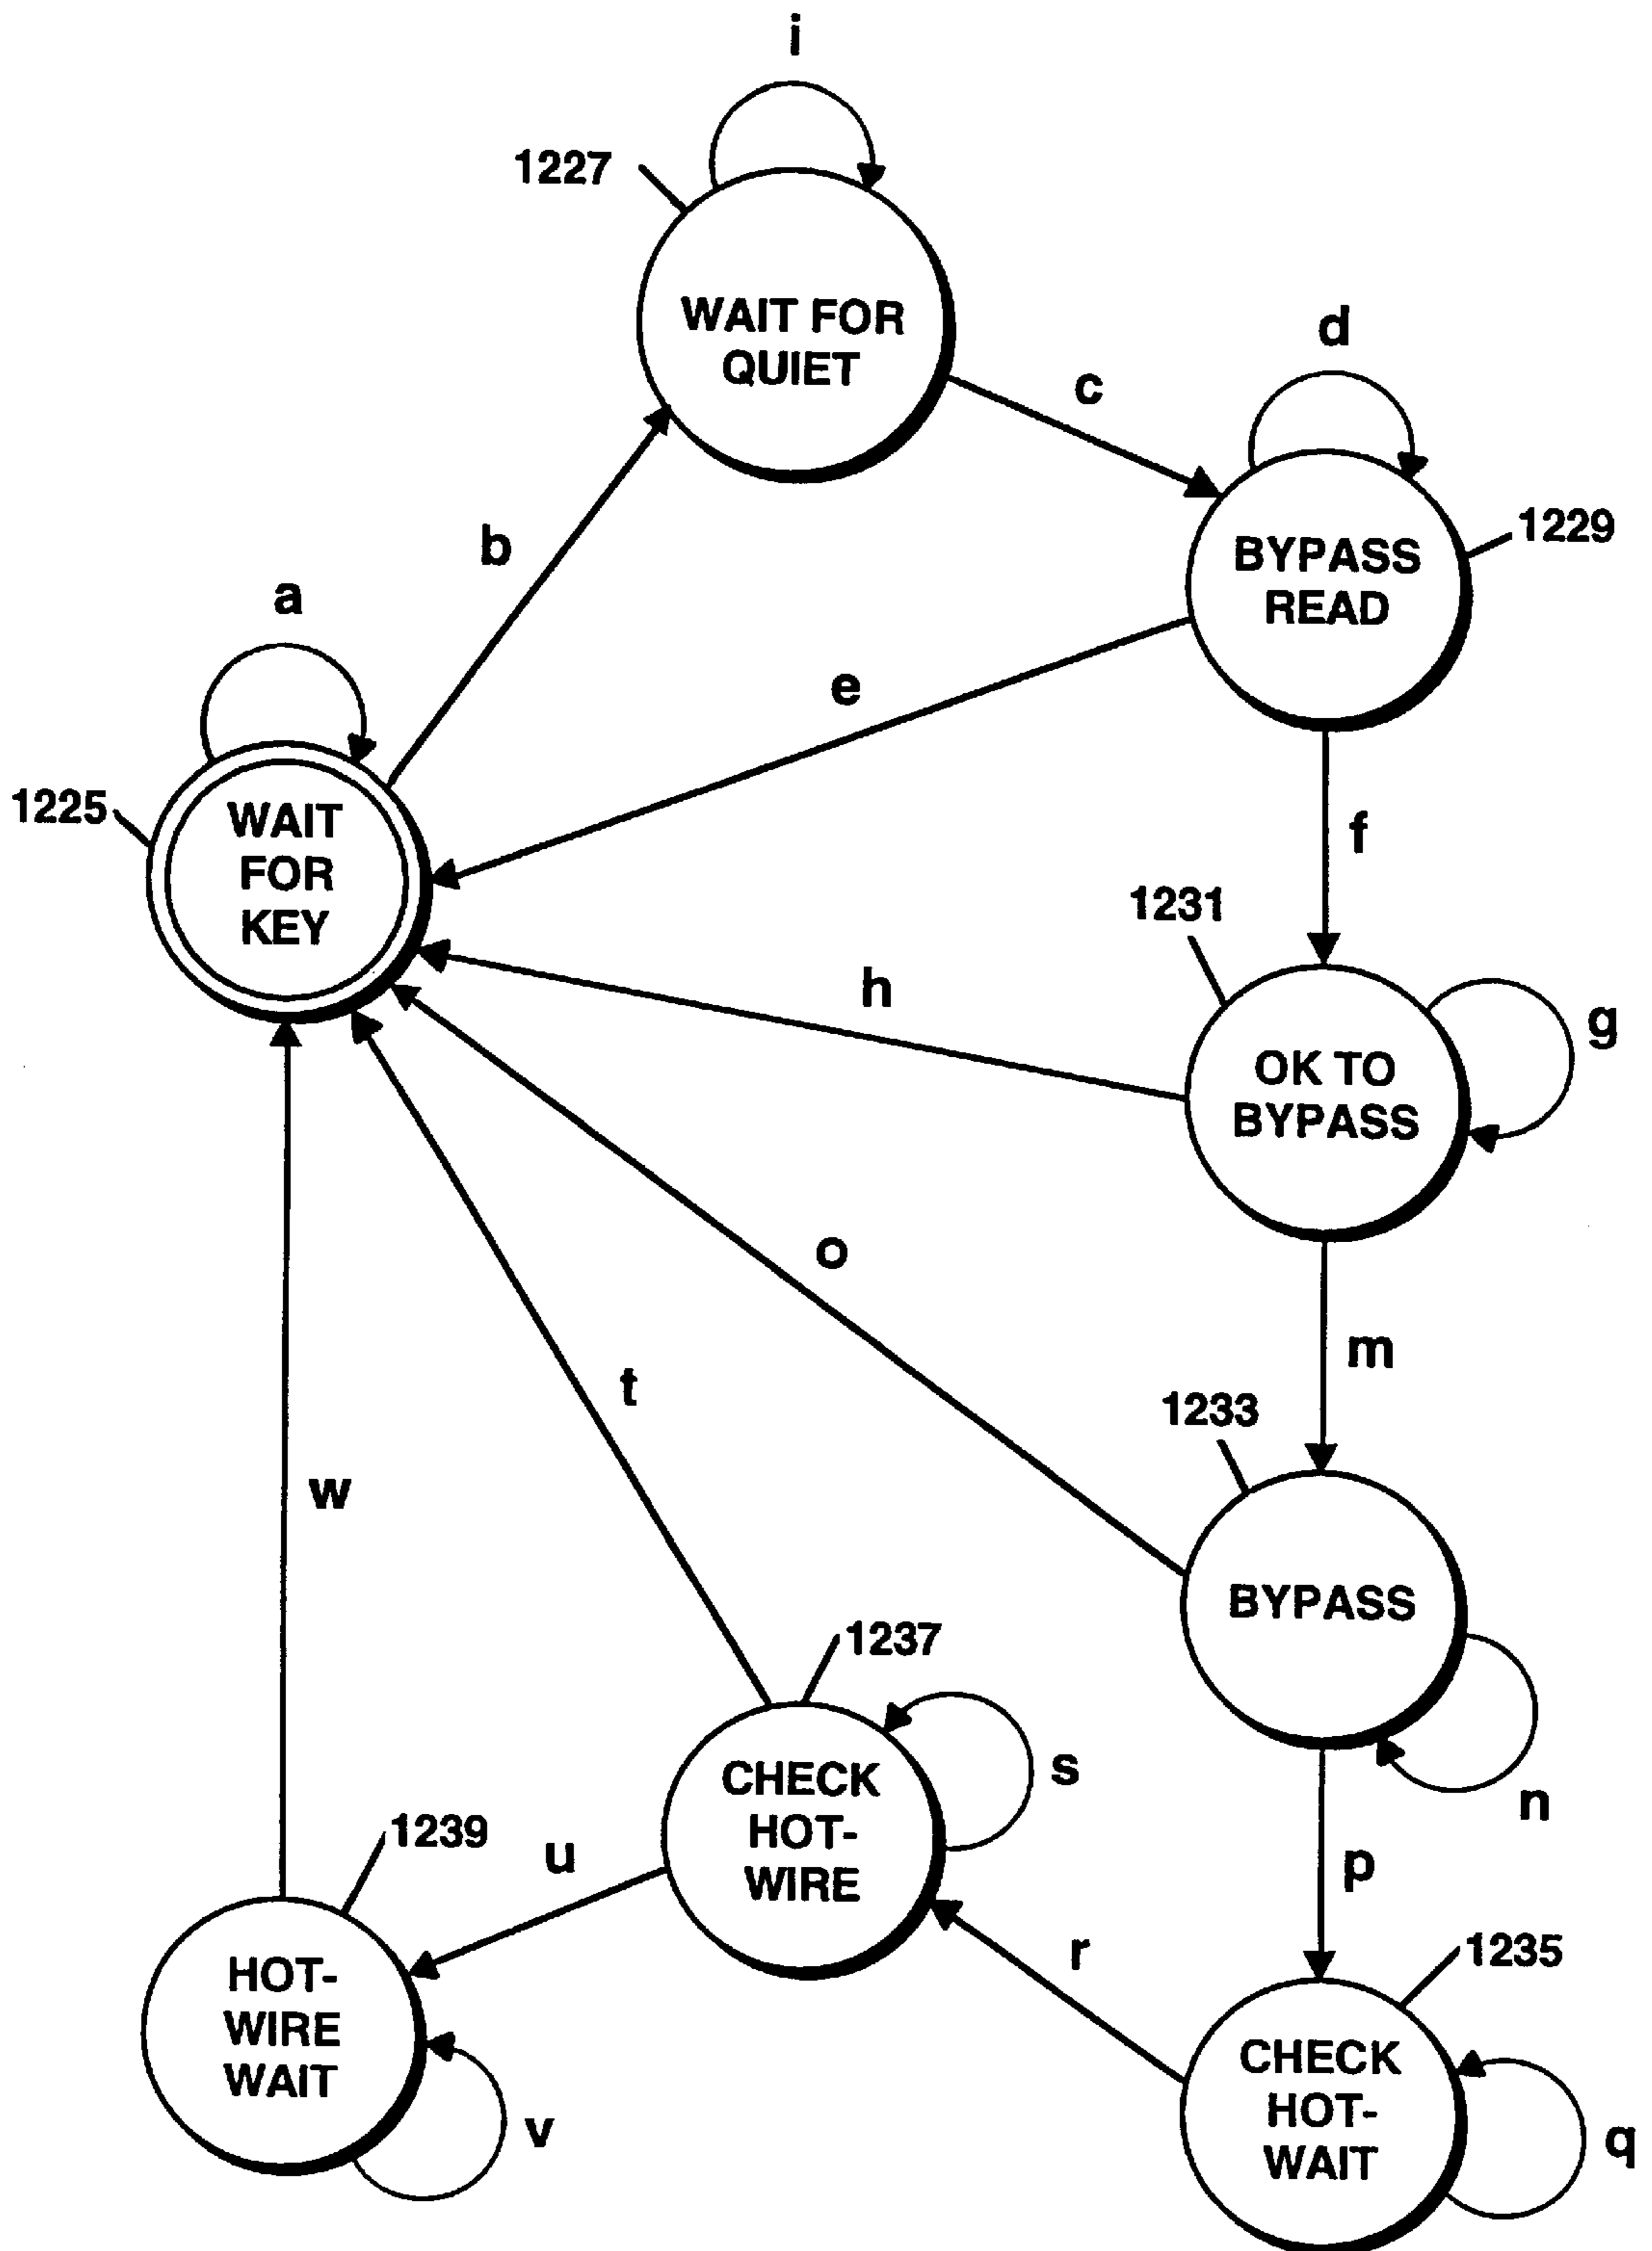 i
1227
WAIT FOR
QUIET
c
d
1229
BYPASS
READ
b
a
e
1225
WAIT
FOR
KEY
f
1231
h
g
OK TO
BYPASS
o
m
t
1233
w
BYPASS
1237
CHECK
HOT-
WIRE
s
n
1239
u
p
r
1235
HOT-
WIRE
WAIT
v
CHECK
HOT-
WAIT
q